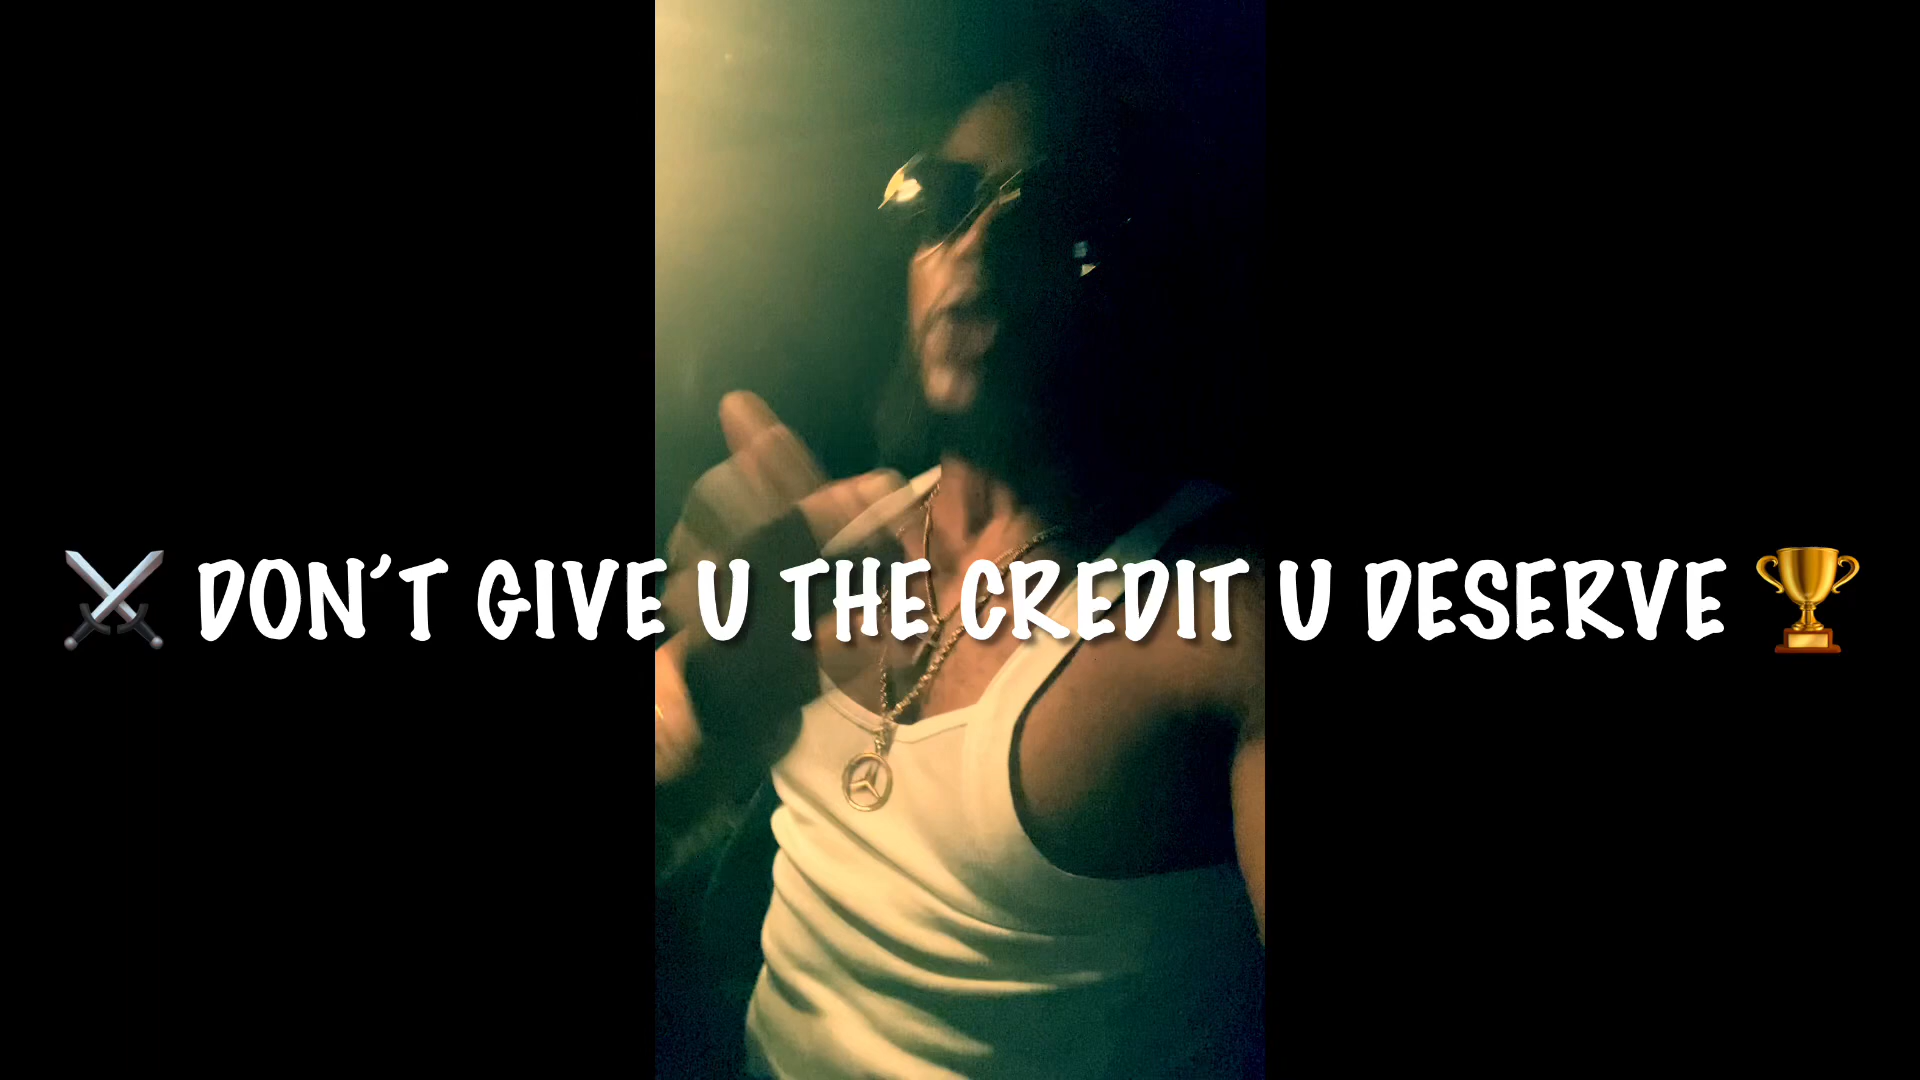 ⚔️ DON’T GIVE U THE CREDIT U DESERVE 🏆